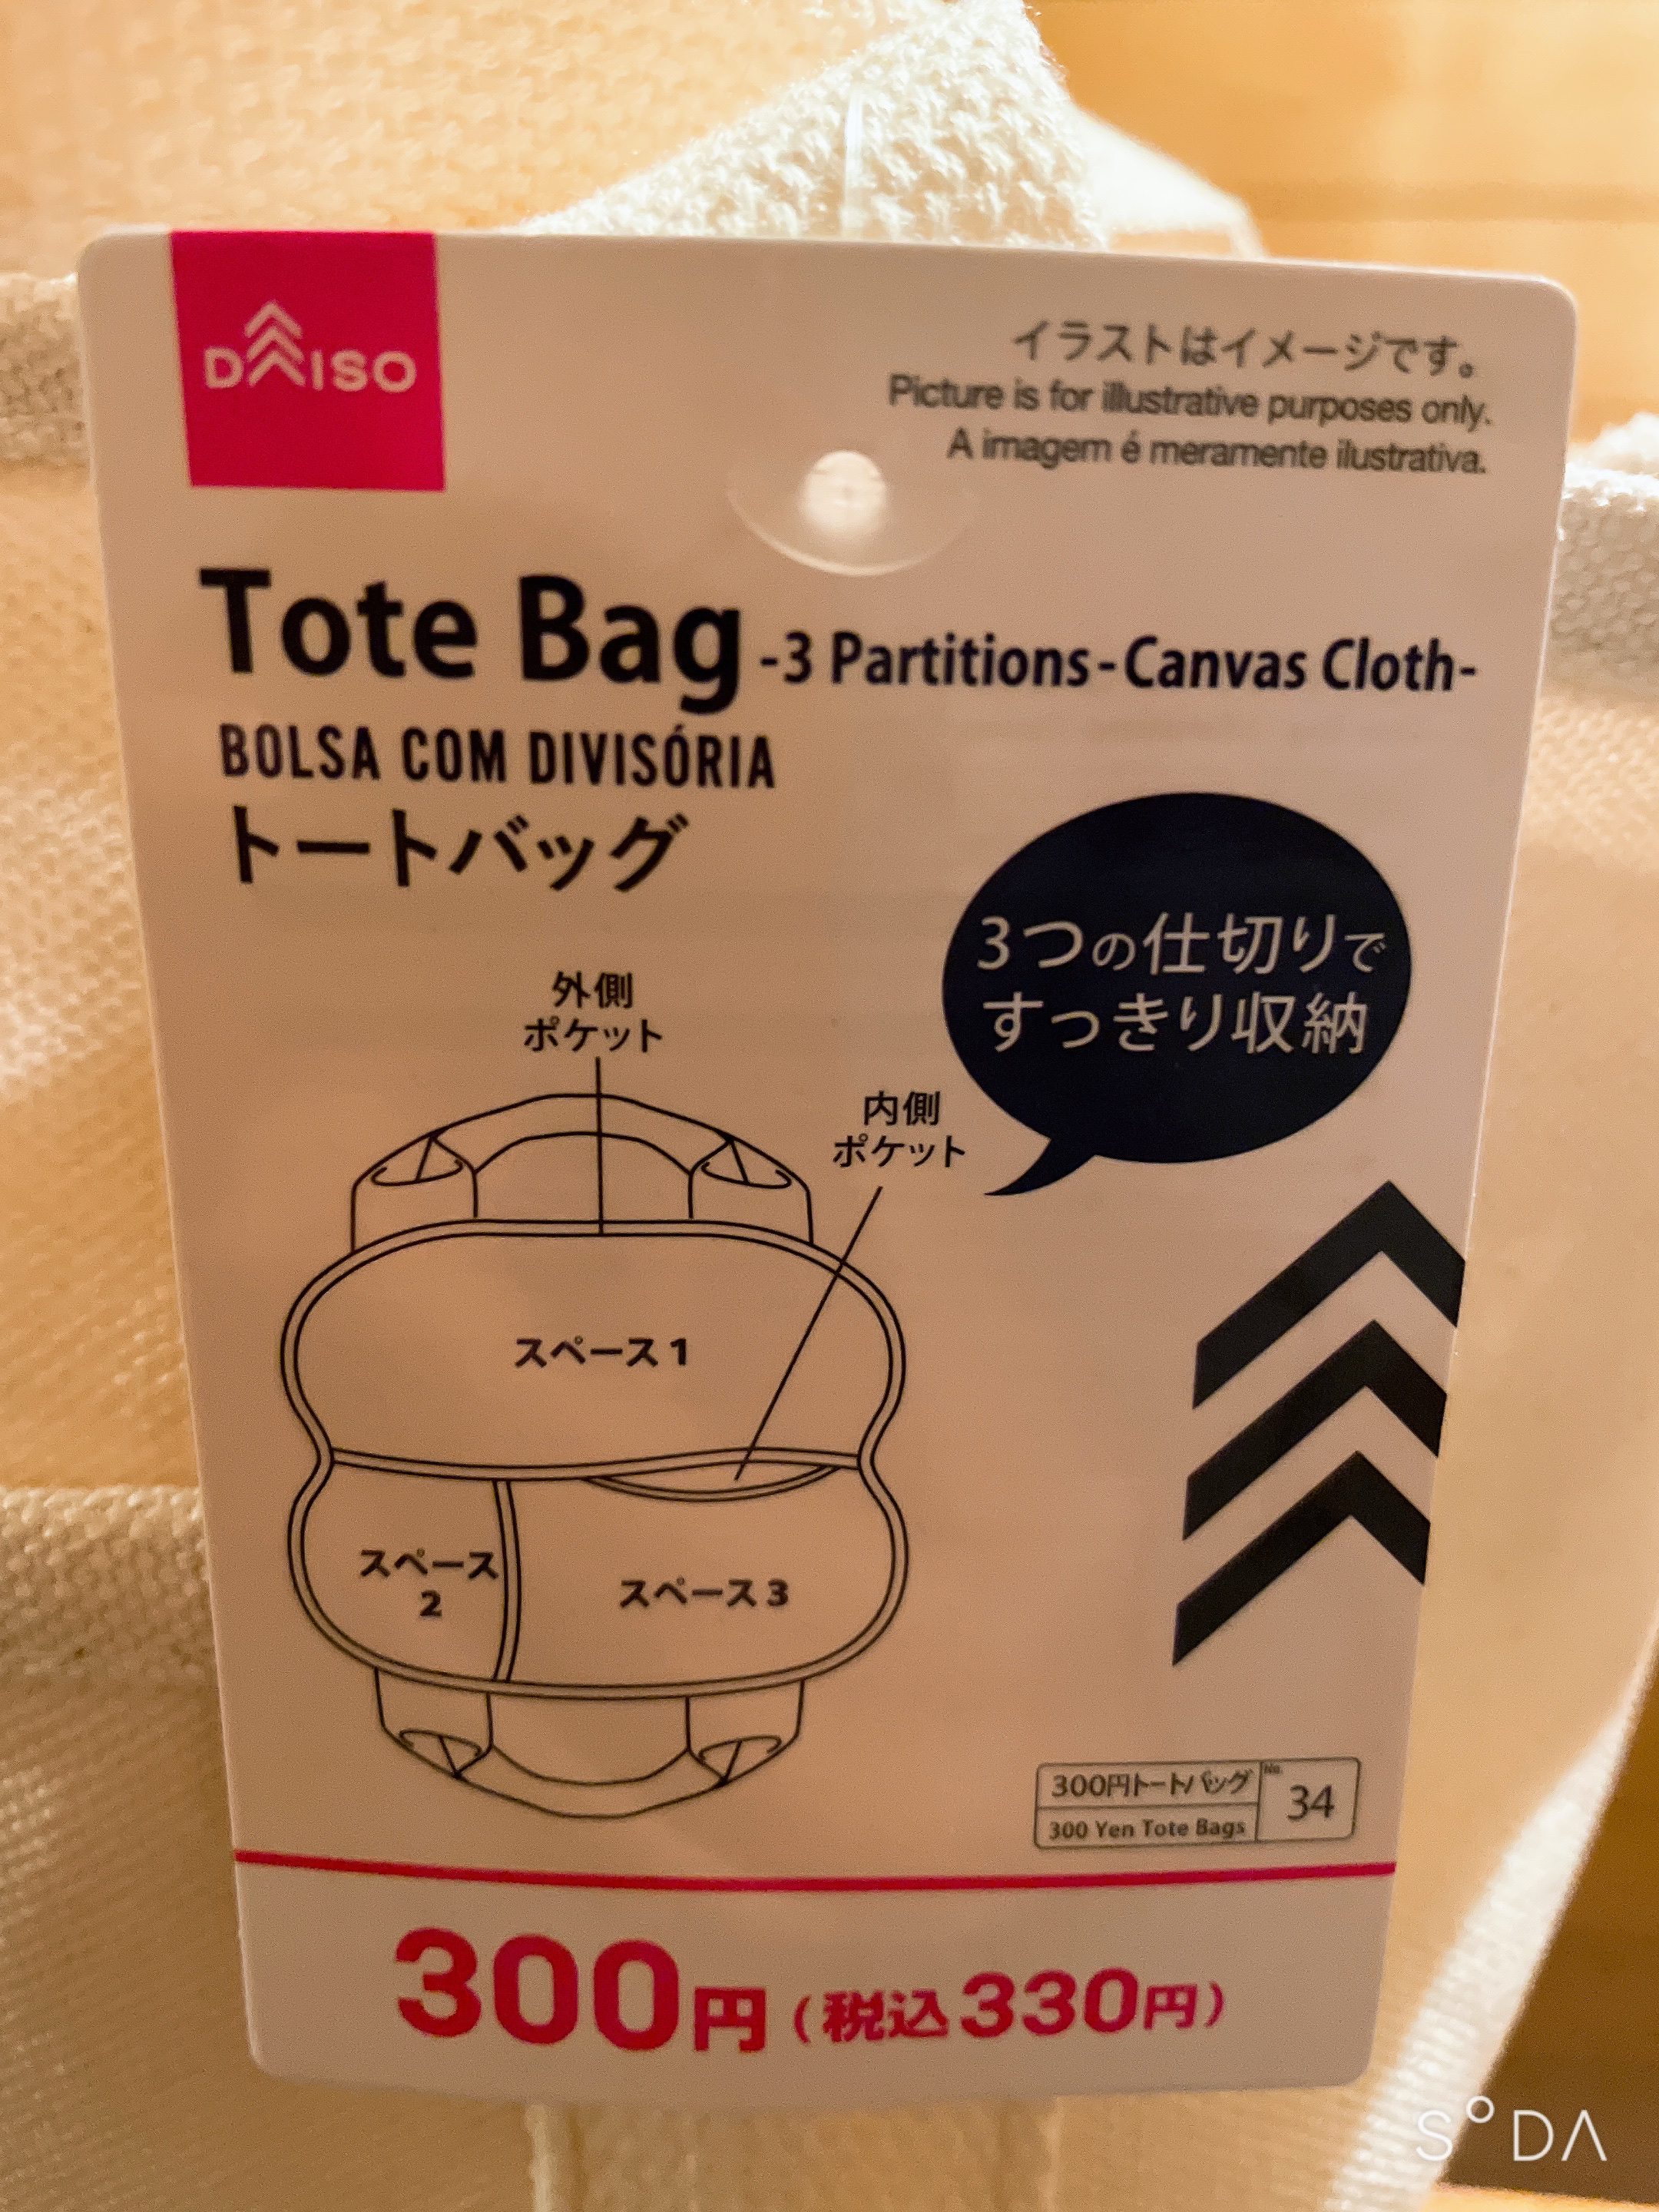 DAISO
イラストはイメージです。
Picture is for illustrative purposes only.
A imagem é meramente ilustrativa.
Tote Bag -3 Partitions-Canvas Cloth-
BOLSA COM DIVISÓRIA
トートバッグ
3つの仕切りで
すっきり収納
外側
ポケット
内側
ポケット
スペース1
スペース
2
スペース3
300円トートバッグ
300 Yen Tote Bags
No.
34
300円(税込330円)
SODA